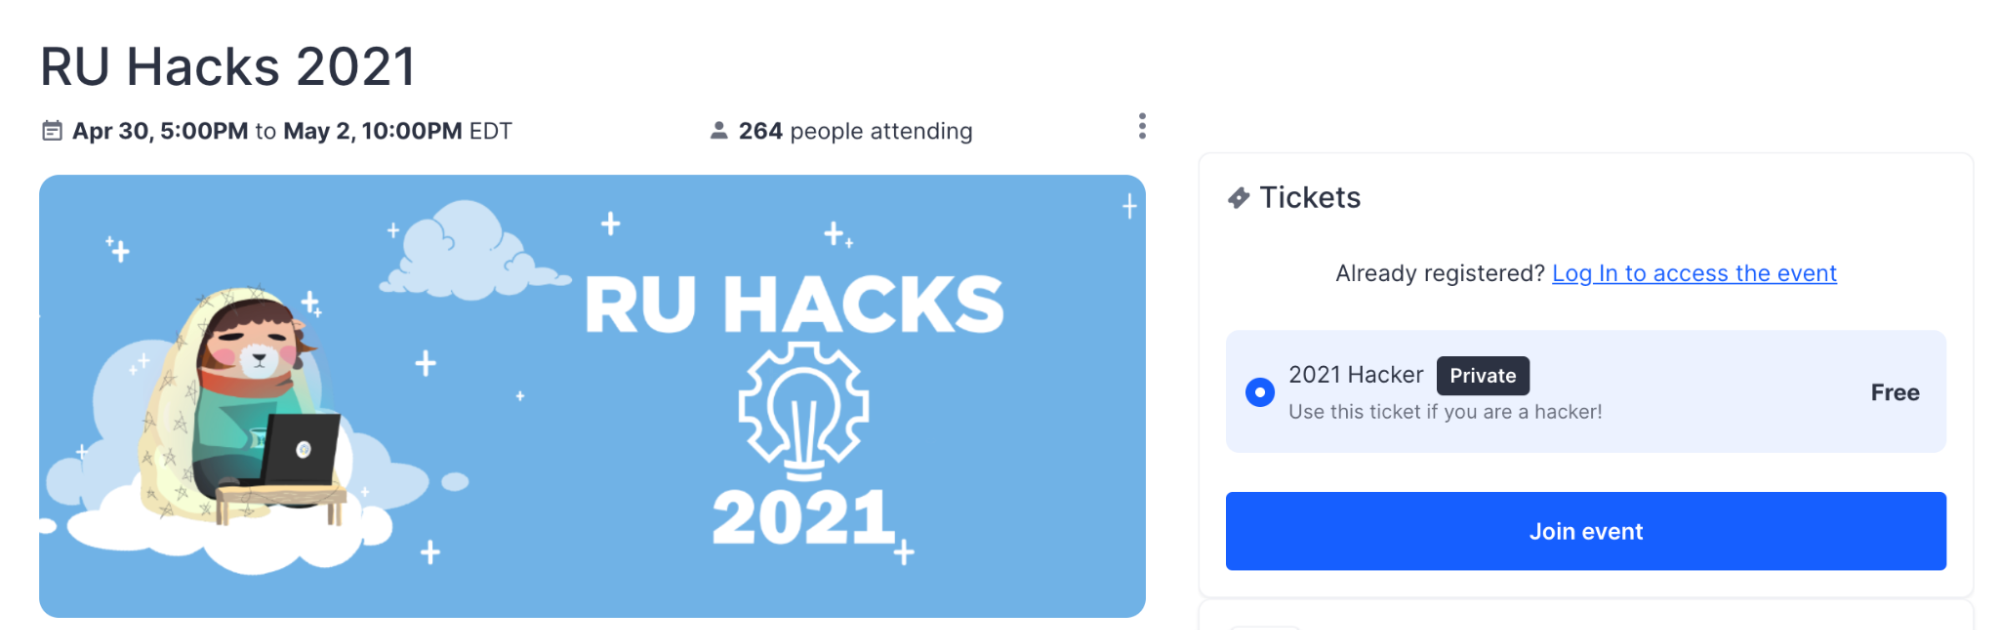 RU Hacks 2021
Apr 30, 5:00PM to May 2, 10:00PM EDT
264 people attending
RU HACKS
2021
Tickets
Already registered? Log In to access the event
2021 Hacker Private
Use this ticket if you are a hacker!
Free
Join event